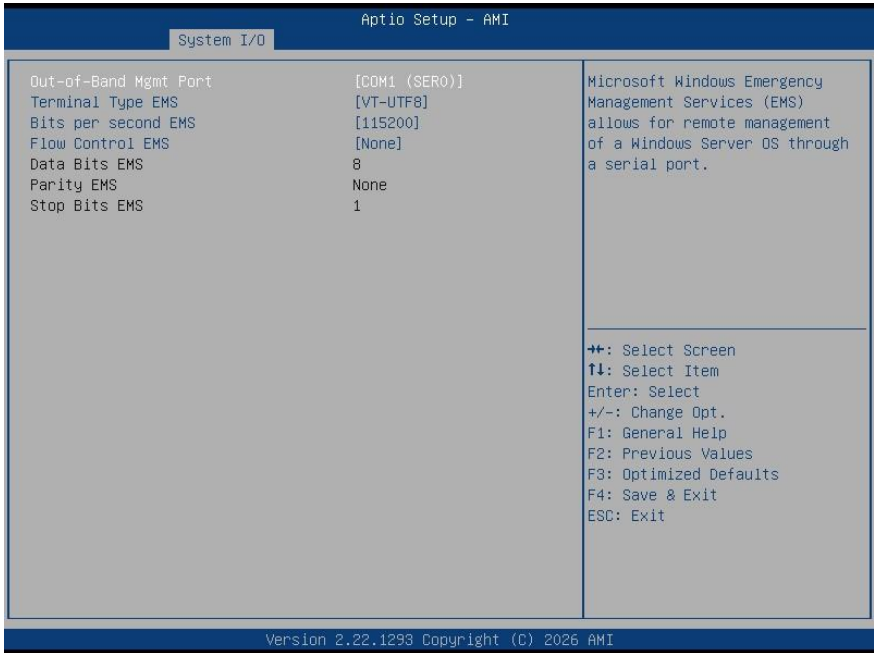 Aptio Setup – AMI
System I/O
Out-of-Band Mgmt Port [COM1 (SER0)]
Terminal Type EMS [VT-UTF8]
Bits per second EMS [115200]
Flow Control EMS [None]
Data Bits EMS 8
Parity EMS None
Stop Bits EMS 1
Microsoft Windows Emergency
Management Services (EMS)
allows for remote management
of a Windows Server OS through
a serial port.
→←: Select Screen
↑↓: Select Item
Enter: Select
+/-: Change Opt.
F1: General Help
F2: Previous Values
F3: Optimized Defaults
F4: Save & Exit
ESC: Exit
Version 2.22.1293 Copyright (C) 2026 AMI